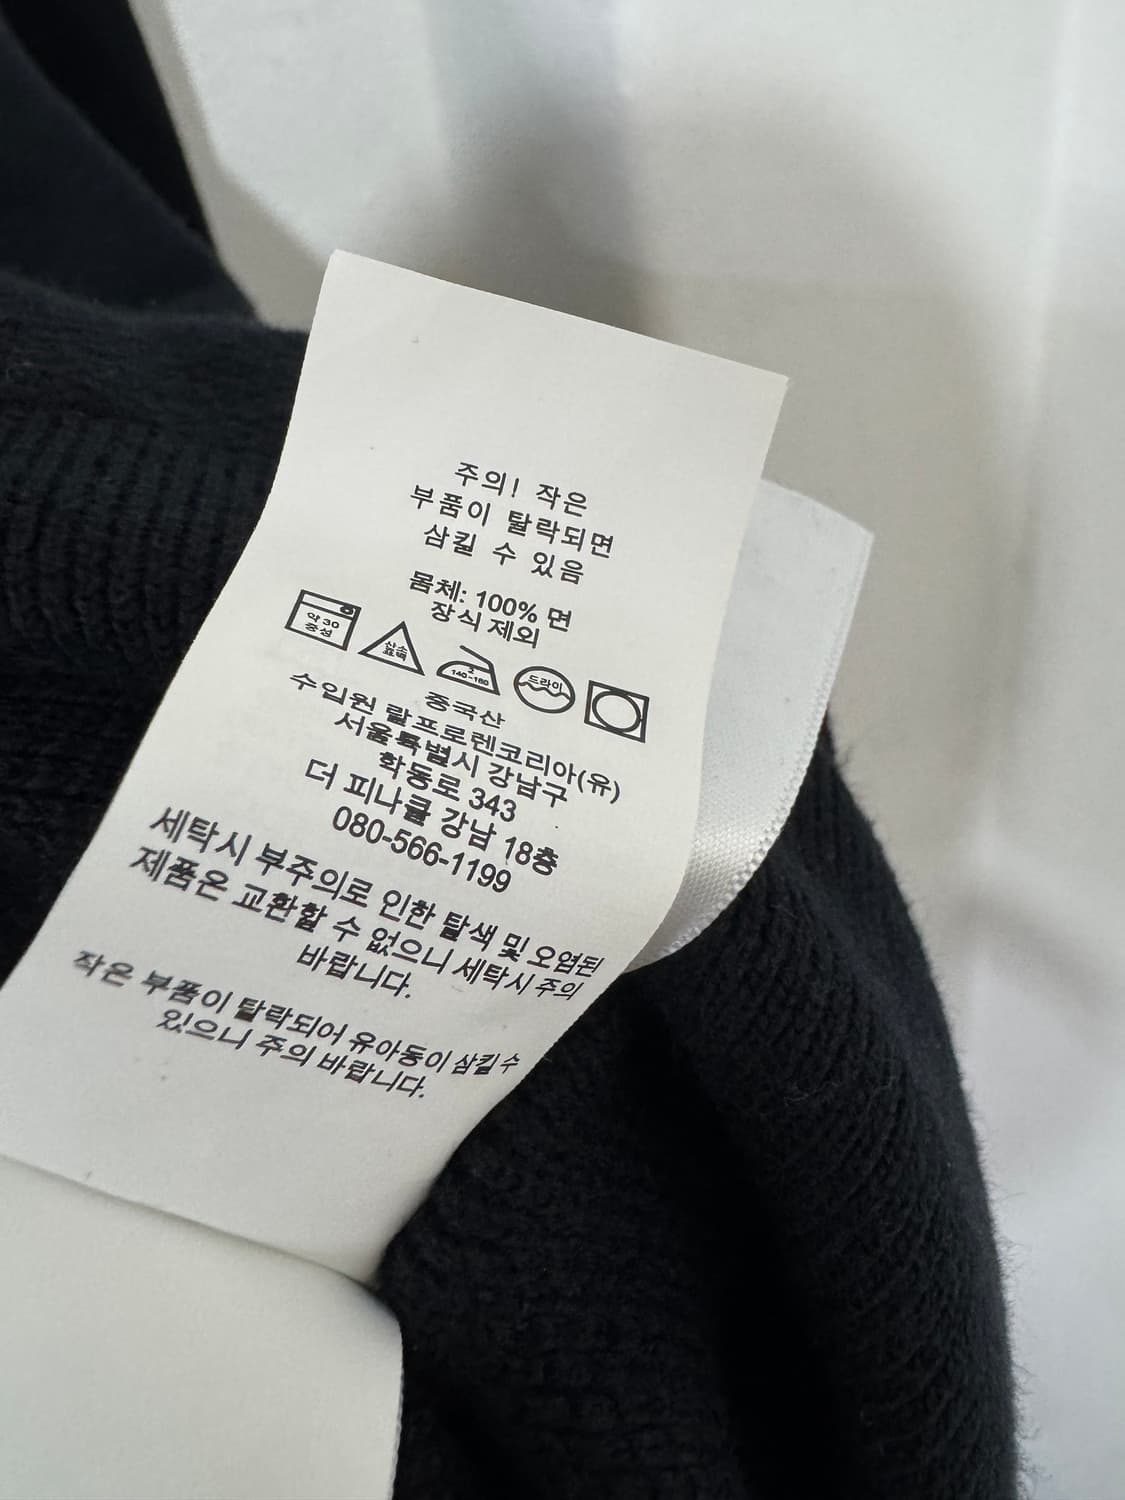 주의! 작은
부품이 탈락되면
삼킬 수 있음
몸체: 100% 면
장식 제외
약 30
중성
산소
표백
2
140-160
드라이
중국산
수입원 랄프로렌코리아(유)
서울특별시 강남구
학동로 343
더 피나클 강남 18층
080-566-1199
세탁시 부주의로 인한 탈색 및 오염된
제품은 교환할 수 없으니 세탁시 주의
바랍니다.
작은 부품이 탈락되어 유아동이 삼킬 수
있으니 주의 바랍니다.